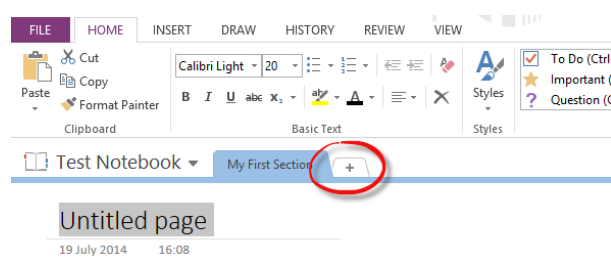 FILE HOME INSERT DRAW HISTORY REVIEW VIEW
Cut
Copy
Format Painter
Paste
Clipboard
Calibri Light 20
B I U abc x₂ A
Basic Text
Styles
Styles
To Do (Ctrl
Important (
Question (C
Test Notebook My First Section +
Untitled page
19 July 2014 16:08